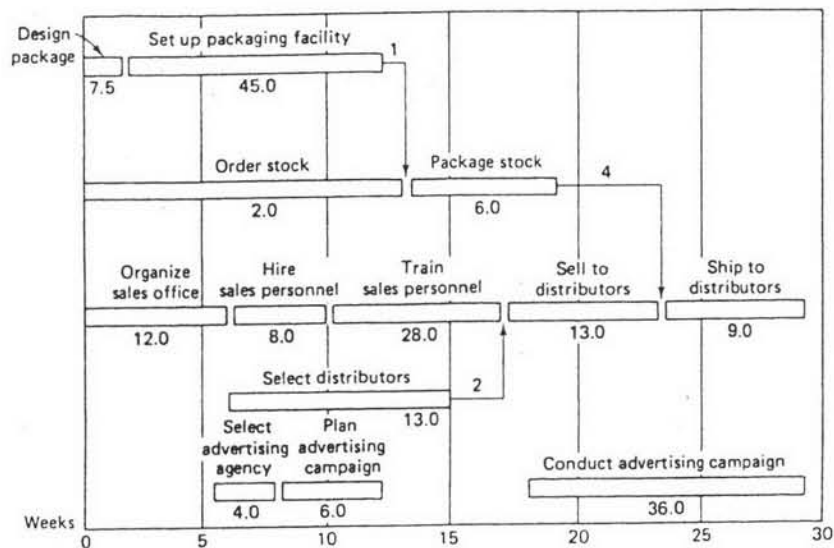 Design
package
Set up packaging facility
1
7.5
45.0
Order stock
Package stock
4
2.0
6.0
Organize
sales office
Hire
sales personnel
Train
sales personnel
Sell to
distributors
Ship to
distributors
12.0
8.0
28.0
13.0
9.0
Select distributors
2
13.0
Select
advertising
agency
Plan
advertising
campaign
Conduct advertising campaign
4.0
6.0
36.0
Weeks
0 5 10 15 20 25 30